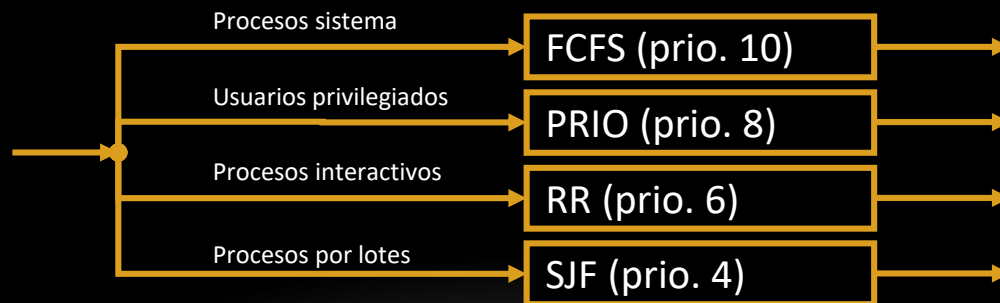 Procesos sistema
FCFS (prio. 10)
Usuarios privilegiados
PRIO (prio. 8)
Procesos interactivos
RR (prio. 6)
Procesos por lotes
SJF (prio. 4)